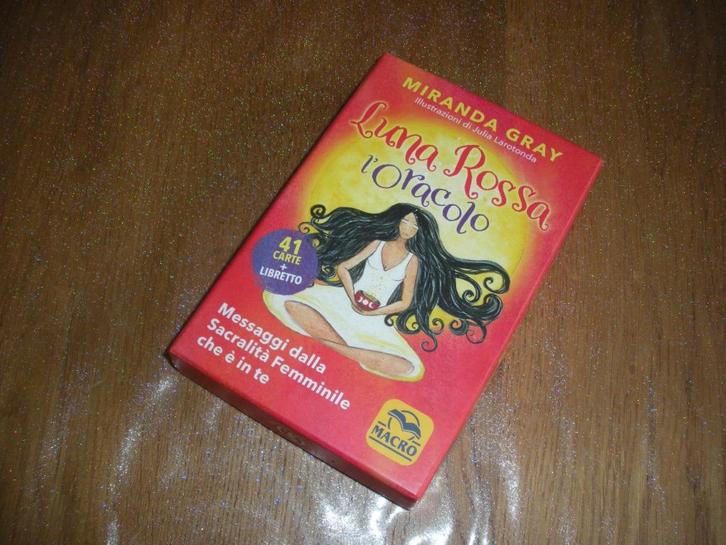 MIRANDA GRAY
Illustrazioni di Julia Larotonda
Luna Rossa
l'Oracolo
41
CARTE
+
LIBRETTO
Messaggi dalla
Sacralità Femminile
che è in te
MACRO